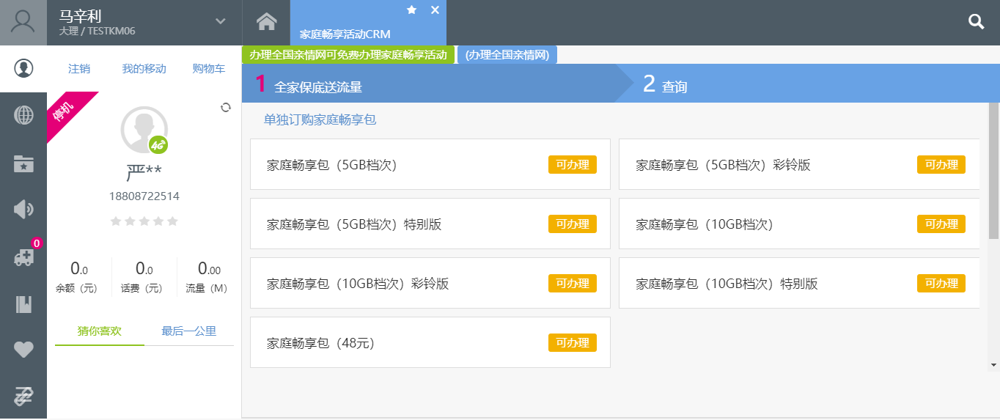 马辛利
大理 / TESTKM06
家庭畅享活动CRM
注销 我的移动 购物车
停机
4G
严**
18808722514
0
0.0 0.0 0.00
余额（元） 话费（元） 流量（M）
猜你喜欢 最后一公里
办理全国亲情网可免费办理家庭畅享活动 (办理全国亲情网)
1 全家保底送流量 2 查询
单独订购家庭畅享包
家庭畅享包（5GB档次） 可办理
家庭畅享包（5GB档次）彩铃版 可办理
家庭畅享包（5GB档次）特别版 可办理
家庭畅享包（10GB档次） 可办理
家庭畅享包（10GB档次）彩铃版 可办理
家庭畅享包（10GB档次）特别版 可办理
家庭畅享包（48元） 可办理